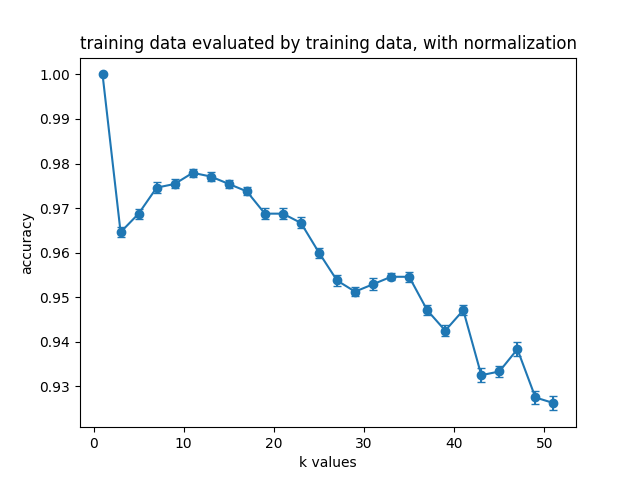 training data evaluated by training data, with normalization
1.00
0.99
0.98
0.97
0.96
0.95
0.94
0.93
accuracy
0 10 20 30 40 50
k values